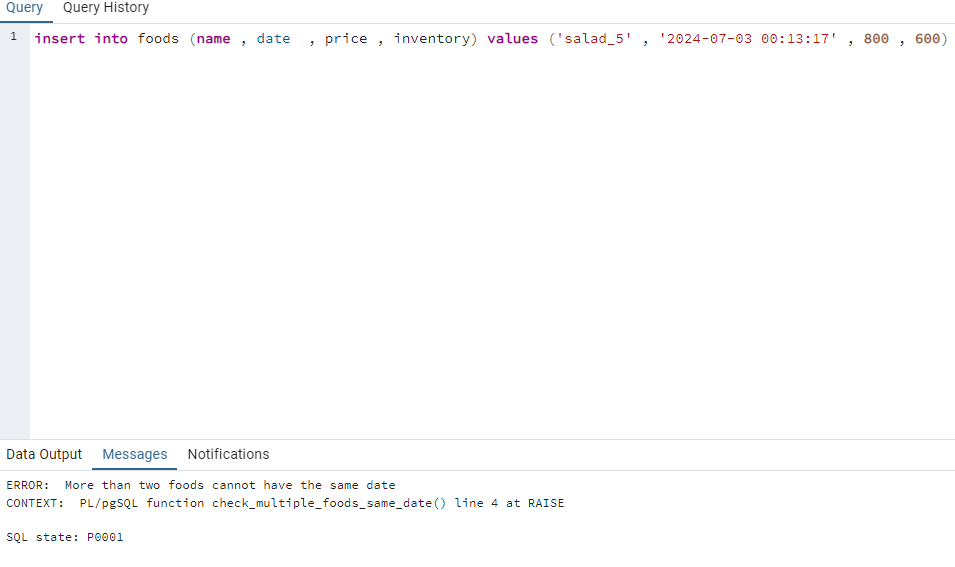 Query Query History
1 insert into foods (name , date  , price , inventory) values ('salad_5' , '2024-07-03 00:13:17' , 800 , 600)
Data Output Messages Notifications
ERROR:  More than two foods cannot have the same date
CONTEXT:  PL/pgSQL function check_multiple_foods_same_date() line 4 at RAISE
SQL state: P0001